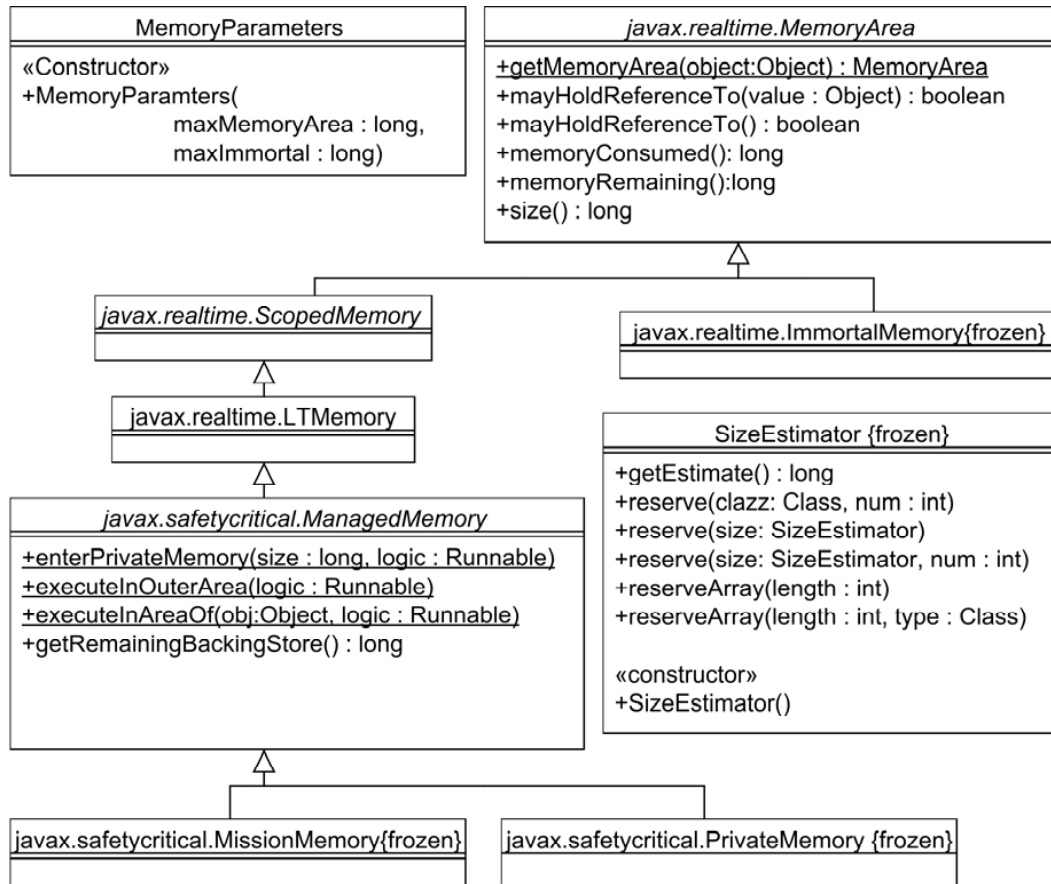 MemoryParameters
«Constructor»
+MemoryParamters(
maxMemoryArea : long,
maxImmortal : long)
javax.realtime.MemoryArea
+getMemoryArea(object:Object) : MemoryArea
+mayHoldReferenceTo(value : Object) : boolean
+mayHoldReferenceTo() : boolean
+memoryConsumed(): long
+memoryRemaining():long
+size() : long
javax.realtime.ScopedMemory
javax.realtime.ImmortalMemory{frozen}
javax.realtime.LTMemory
SizeEstimator {frozen}
+getEstimate() : long
+reserve(clazz: Class, num : int)
+reserve(size: SizeEstimator)
+reserve(size: SizeEstimator, num : int)
+reserveArray(length : int)
+reserveArray(length : int, type : Class)
«constructor»
+SizeEstimator()
javax.safetycritical.ManagedMemory
+enterPrivateMemory(size : long, logic : Runnable)
+executeInOuterArea(logic : Runnable)
+executeInAreaOf(obj:Object, logic : Runnable)
+getRemainingBackingStore() : long
javax.safetycritical.MissionMemory{frozen}
javax.safetycritical.PrivateMemory {frozen}